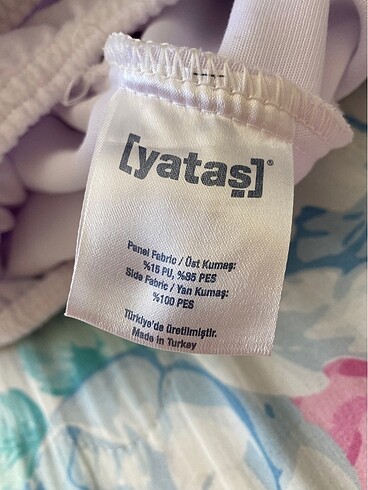 [yataş]®
Panel Fabric / Üst Kumaş:
%15 PU, %85 PES
Side Fabric / Yan Kumaş:
%100 PES
Türkiye'de üretilmiştir.
Made in Turkey